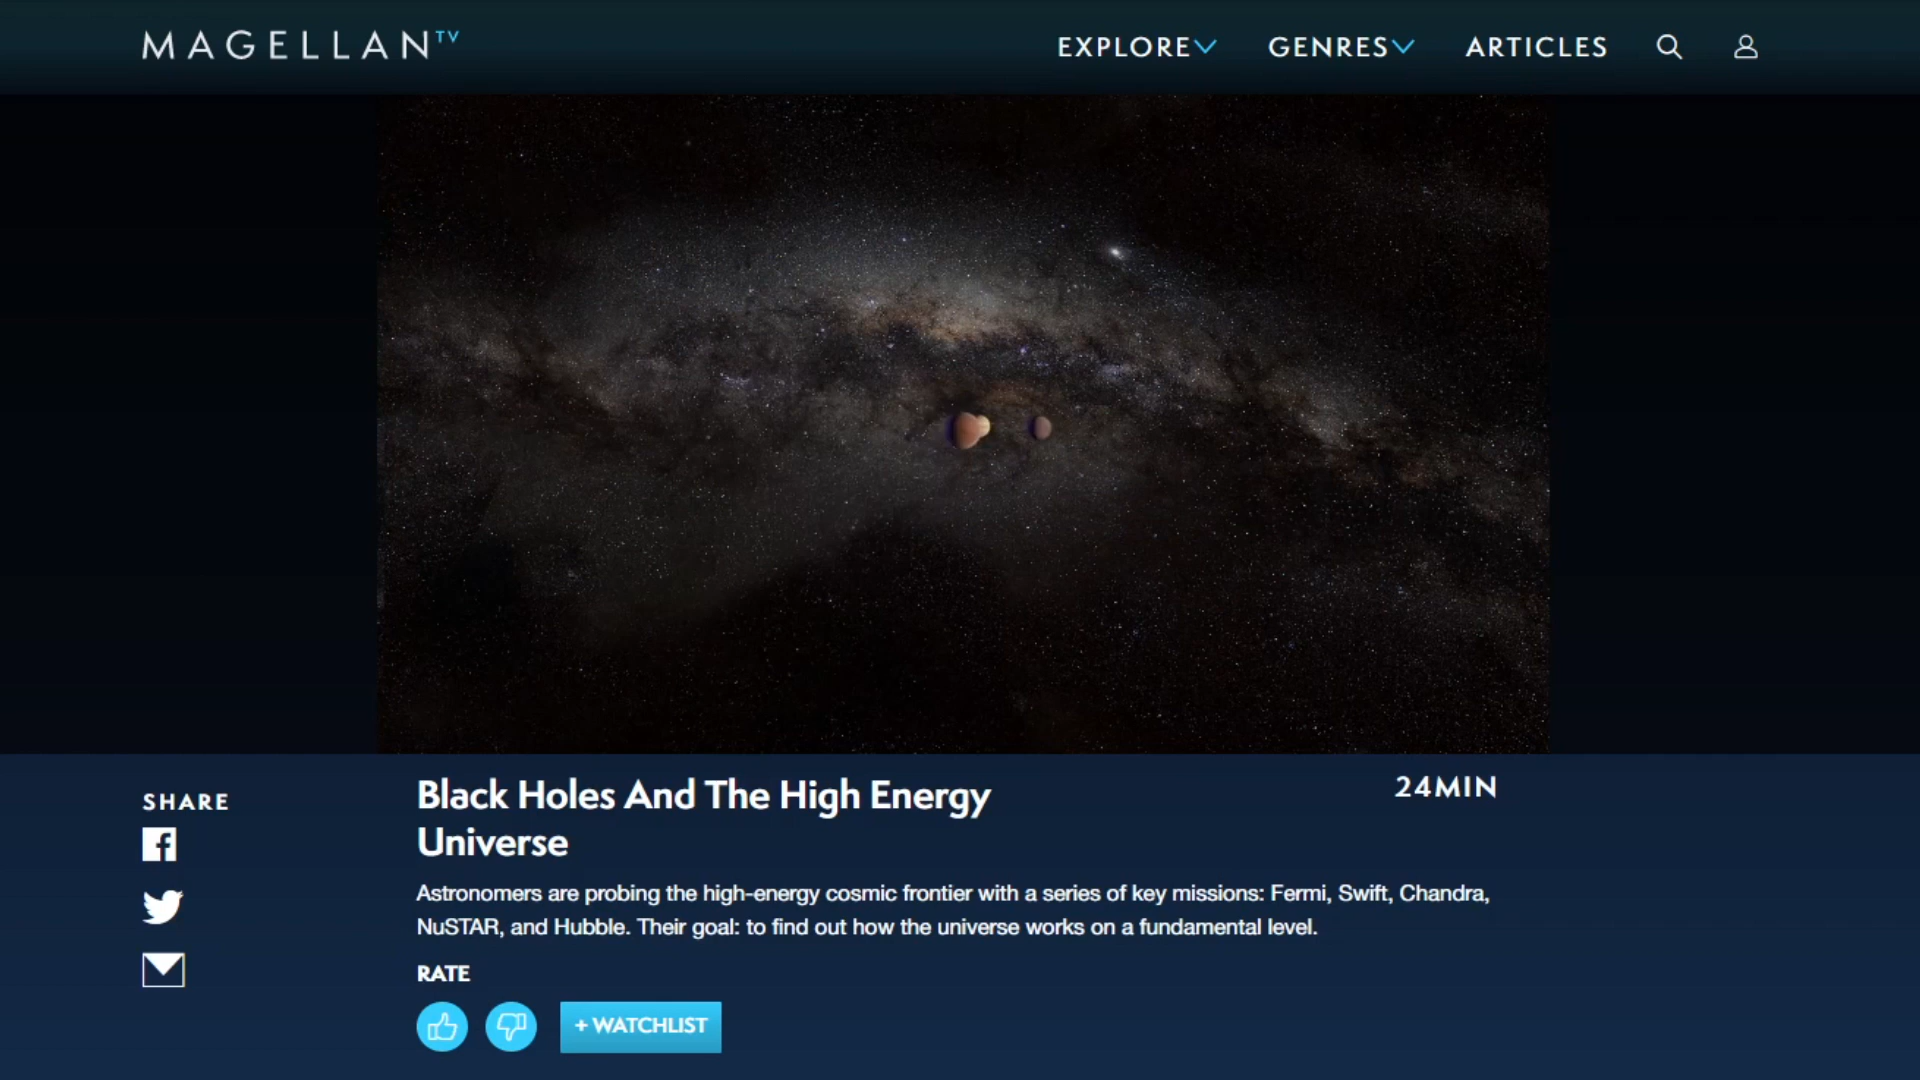 MAGELLAN TV
EXPLORE GENRES ARTICLES
Black Holes And The High Energy
Universe
24MIN
Astronomers are probing the high-energy cosmic frontier with a series of key missions: Fermi, Swift, Chandra,
NuSTAR, and Hubble. Their goal: to find out how the universe works on a fundamental level.
RATE
+ WATCHLIST
SHARE